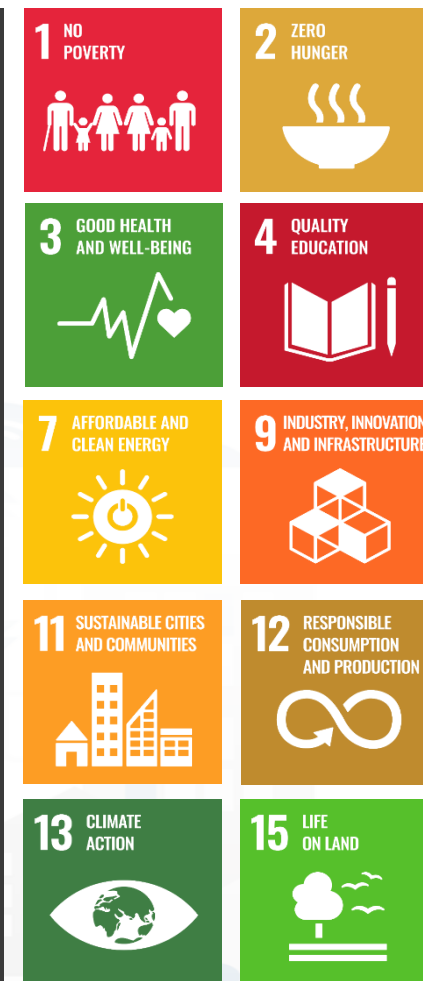 1 NO
POVERTY
2 ZERO
HUNGER
3 GOOD HEALTH
AND WELL-BEING
4 QUALITY
EDUCATION
7 AFFORDABLE AND
CLEAN ENERGY
9 INDUSTRY, INNOVATION
AND INFRASTRUCTURE
11 SUSTAINABLE CITIES
AND COMMUNITIES
12 RESPONSIBLE
CONSUMPTION
AND PRODUCTION
13 CLIMATE
ACTION
15 LIFE
ON LAND